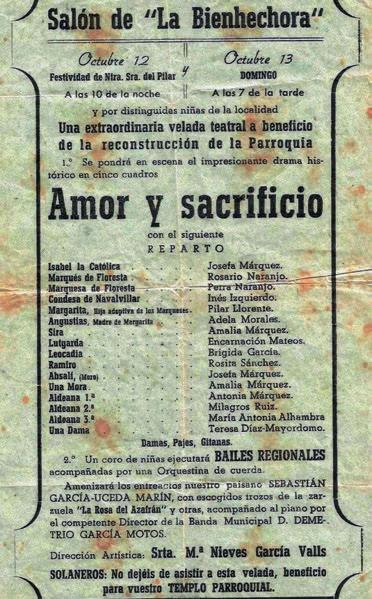 Salón de "La Bienhechora"
Octubre 12 y Octubre 13
Festividad de Ntra. Sra. del Pilar DOMINGO
A las 10 de la noche A las 7 de la tarde
y por distinguidas niñas de la localidad
Una extraordinaria velada teatral a beneficio
de la reconstrucción de la Parroquia
1.º Se pondrá en escena el impresionante drama his-
tórico en cinco cuadros
Amor y sacrificio
con el siguiente
REPARTO
Isabel la Católica Josefa Márquez.
Marqués de Floresta Rosario Naranjo.
Marquesa de Floresta Petra Naranjo.
Condesa de Navalvillar Inés Izquierdo.
Margarita, Hija adoptiva de los Marqueses Pilar Llorente.
Angustias, Madre de Margarita Adela Morales.
Sira Amalia Márquez.
Lutgarda Encarnación Mateos.
Leocadia Brigida García.
Ramiro Rosita Sánchez.
Absalí, (Moro) Josefa Márquez.
Una Mora Amalia Márquez.
Aldeana 1.ª Antonia Márquez.
Aldeana 2.ª Milagros Ruiz.
Aldeana 3.ª María Antonia Alhambra
Una Dama Teresa Díaz-Mayordomo.
Damas, Pajes, Gitanas.
2.º Un coro de niñas ejecutará BAILES REGIONALES
acompañadas por una Orquestina de cuerda.
Amenizará los entreactos nuestro paisano SEBASTIÁN
GARCÍA-UCEDA MARÍN, con escogidos trozos de la zar-
zuela "La Rosa del Azafrán" y otras, acompañado al piano por
el competente Director de la Banda Municipal D. DEME-
TRIO GARCÍA MOTOS.
Dirección Artística: Srta. M.ª Nieves García Valls
SOLANEROS: No dejéis de asistir a esta velada, beneficio
para vuestro TEMPLO PARROQUIAL.